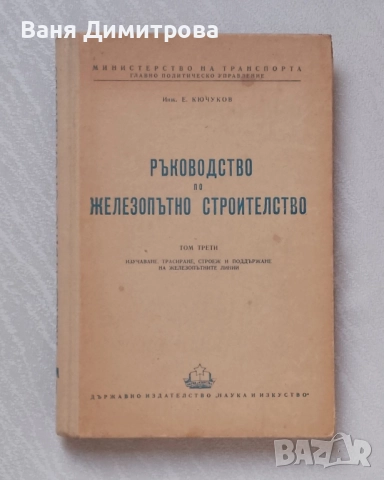 Ваня Димитрова
МИНИСТЕРСТВО НА ТРАНСПОРТА
ГЛАВНО ПОЛИТИЧЕСКО УПРАВЛЕНИЕ
Инж. Е. КЮЧУКОВ
РЪКОВОДСТВО
ПО
ЖЕЛЕЗОПЪТНО СТРОИТЕЛСТВО
ТОМ ТРЕТИ
ИЗУЧАВАНЕ, ТРАСИРАНЕ, СТРОЕЖ И ПОДДЪРЖАНЕ
НА ЖЕЛЕЗОПЪТНИТЕ ЛИНИИ
ДЪРЖАВНО ИЗДАТЕЛСТВО „НАУКА И ИЗКУСТВО"
BAZAR